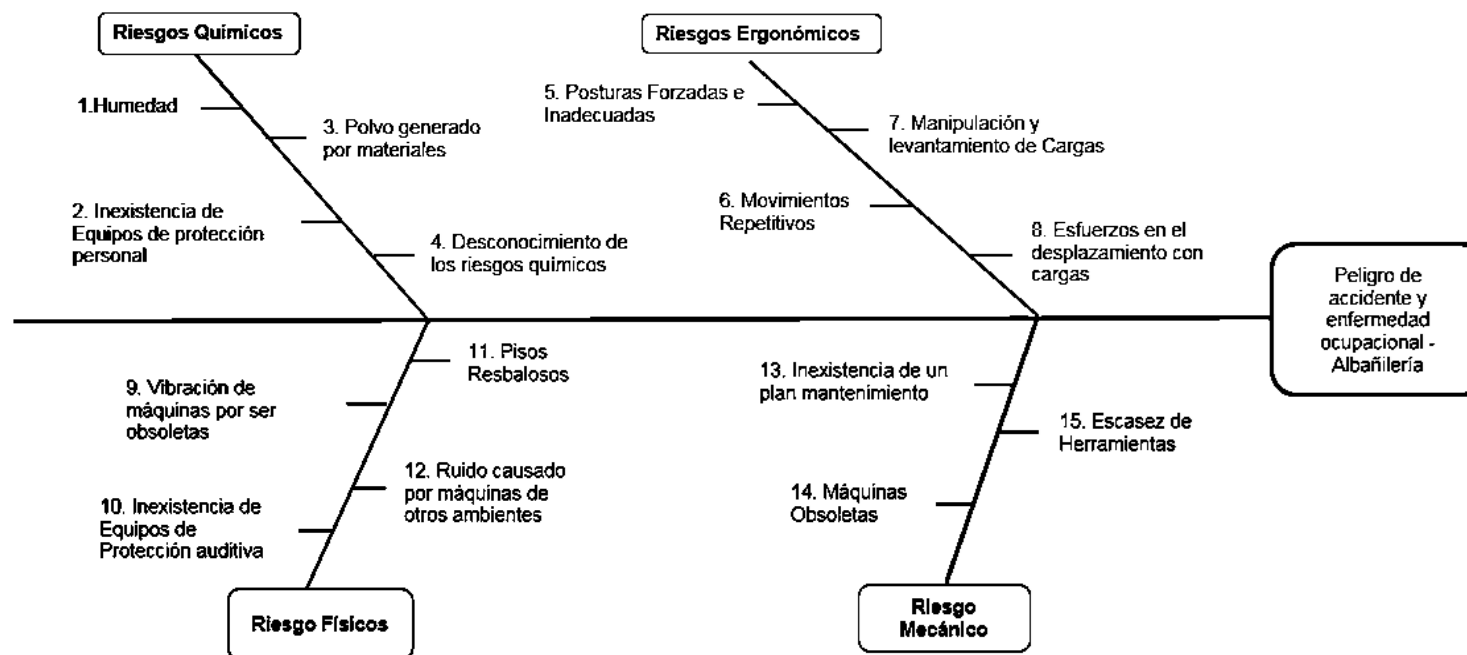 Riesgos Químicos
1.Humedad
3. Polvo generado
por materiales
2. Inexistencia de
Equipos de protección
personal
4. Desconocimiento de
los riesgos químicos
Riesgos Ergonómicos
5. Posturas Forzadas e
Inadecuadas
7. Manipulación y
levantamiento de Cargas
6. Movimientos
Repetitivos
8. Esfuerzos en el
desplazamiento con
cargas
Peligro de
accidente y
enfermedad
ocupacional -
Albañilería
11. Pisos
Resbalosos
9. Vibración de
máquinas por ser
obsoletas
12. Ruido causado
por máquinas de
otros ambientes
10. Inexistencia de
Equipos de
Protección auditiva
Riesgo Físicos
13. Inexistencia de un
plan mantenimiento
15. Escasez de
Herramientas
14. Máquinas
Obsoletas
Riesgo
Mecánico